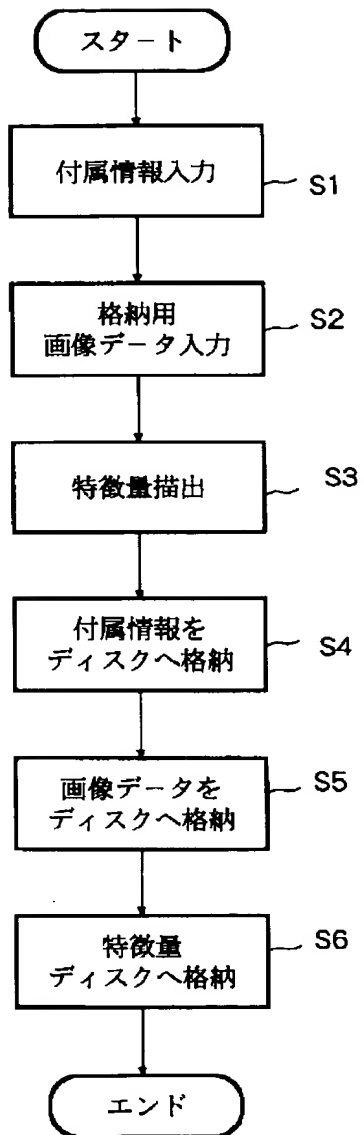 スタート
付属情報入力
S1
格納用
画像データ入力
S2
特徴量描出
S3
付属情報を
ディスクへ格納
S4
画像データを
ディスクへ格納
S5
特徴量
ディスクへ格納
S6
エンド